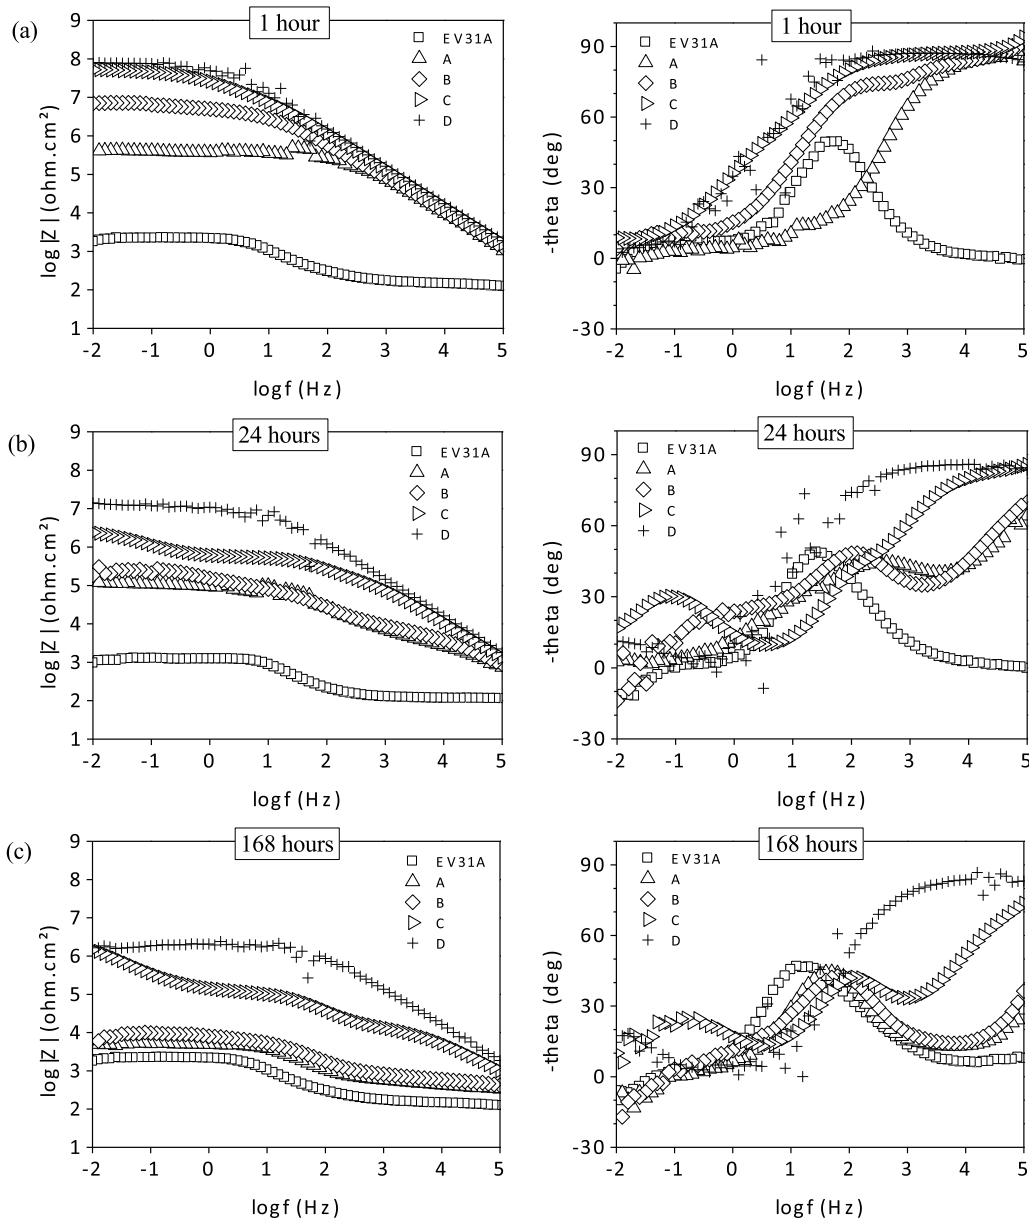 (a)
1 hour
1 hour
9
8
7
6
5
4
3
2
1
log|Z| (ohm.cm²)
EV31A
A
B
C
D
-2 -1 0 1 2 3 4 5
logf (Hz)
90
60
30
0
-30
-theta (deg)
EV31A
A
B
C
D
-2 -1 0 1 2 3 4 5
logf (Hz)
(b)
24 hours
24 hours
9
8
7
6
5
4
3
2
1
log|Z| (ohm.cm²)
EV31A
A
B
C
D
-2 -1 0 1 2 3 4 5
logf (Hz)
90
60
30
0
-30
-theta (deg)
EV31A
A
B
C
D
-2 -1 0 1 2 3 4 5
logf (Hz)
(c)
168 hours
168 hours
9
8
7
6
5
4
3
2
1
log|Z| (ohm.cm²)
EV31A
A
B
C
D
-2 -1 0 1 2 3 4 5
logf (Hz)
90
60
30
0
-30
-theta (deg)
EV31A
A
B
C
D
-2 -1 0 1 2 3 4 5
logf (Hz)